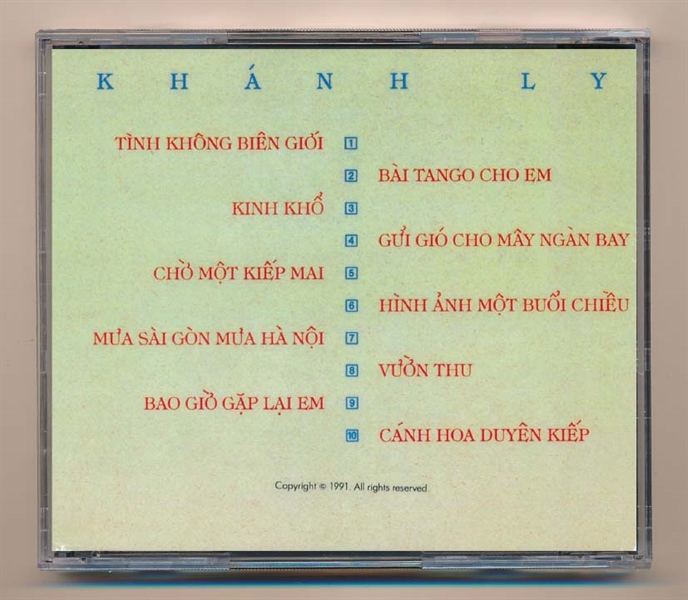 KHÁNH LY
TÌNH KHÔNG BIÊN GIỚI 1
2 BÀI TANGO CHO EM
KINH KHỔ 3
4 GỬI GIÓ CHO MÂY NGÀN BAY
CHỜ MỘT KIẾP MAI 5
6 HÌNH ẢNH MỘT BUỔI CHIỀU
MƯA SÀI GÒN MƯA HÀ NỘI 7
8 VƯỜN THU
BAO GIỜ GẶP LẠI EM 9
10 CÁNH HOA DUYÊN KIẾP
Copyright © 1991. All rights reserved.